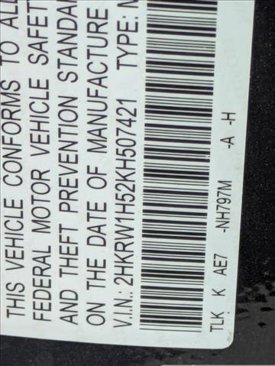 THIS VEHICLE CONFORMS TO ALL
FEDERAL MOTOR VEHICLE SAFET
AND THEFT PREVENTION STANDAR
ON THE DATE OF MANUFACTURE
V.I.N.: 2HKRW1H52KH507421 TYPE: M
TLK K AE7 -NH797M -A -H